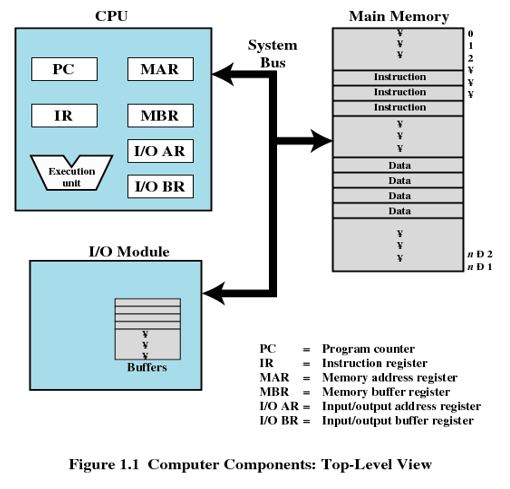 CPU
Main Memory
System
Bus
PC
MAR
IR
MBR
I/O AR
Execution
unit
I/O BR
¥
¥
¥
Instruction
Instruction
Instruction
¥
¥
¥
Data
Data
Data
Data
¥
¥
¥
0
1
2
¥
¥
¥
n Ð 2
n Ð 1
I/O Module
¥
¥
¥
Buffers
PC = Program counter
IR = Instruction register
MAR = Memory address register
MBR = Memory buffer register
I/O AR = Input/output address register
I/O BR = Input/output buffer register
Figure 1.1 Computer Components: Top-Level View